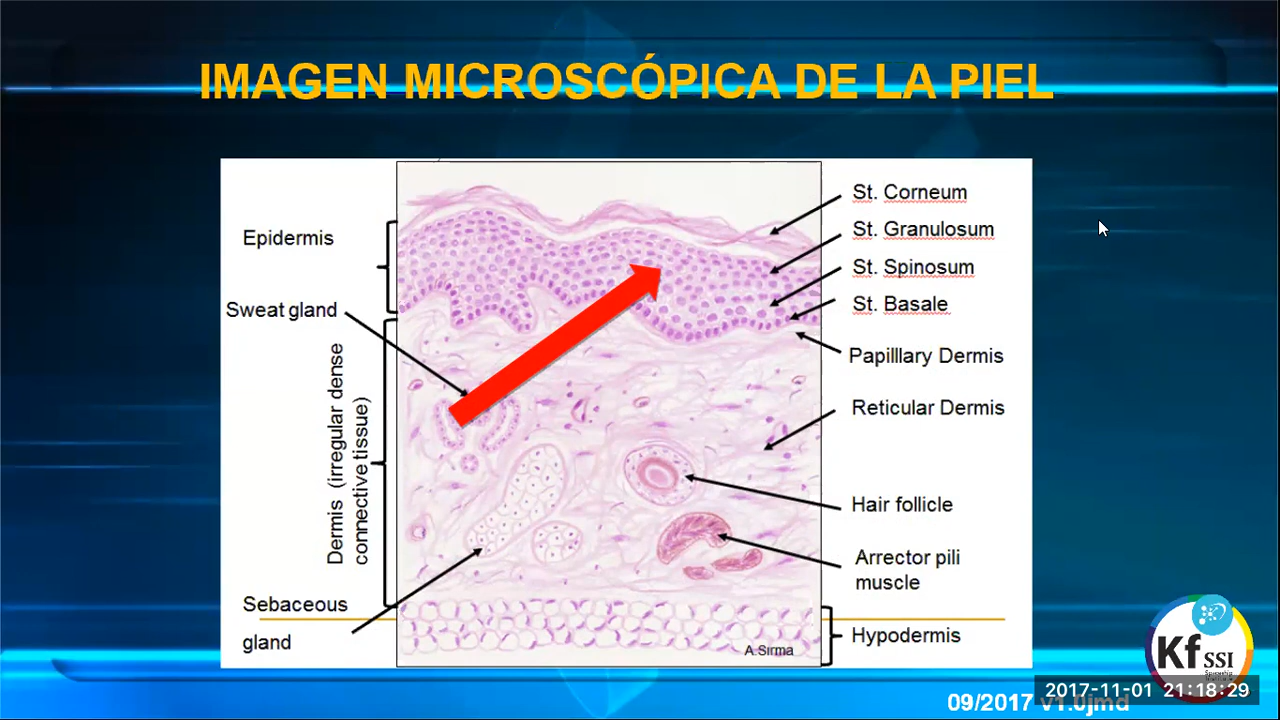 IMAGEN MICROSCÓPICA DE LA PIEL
Epidermis
Sweat gland
Dermis (irregular dense
connective tissue)
Sebaceous
gland
St. Corneum
St. Granulosum
St. Spinosum
St. Basale
Papilllary Dermis
Reticular Dermis
Hair follicle
Arrector pili
muscle
Hypodermis
A.Sirma
Kf SSI
Spaceship
Institute
2017-11-01 21:18:29
09/2017 v1.0jmd